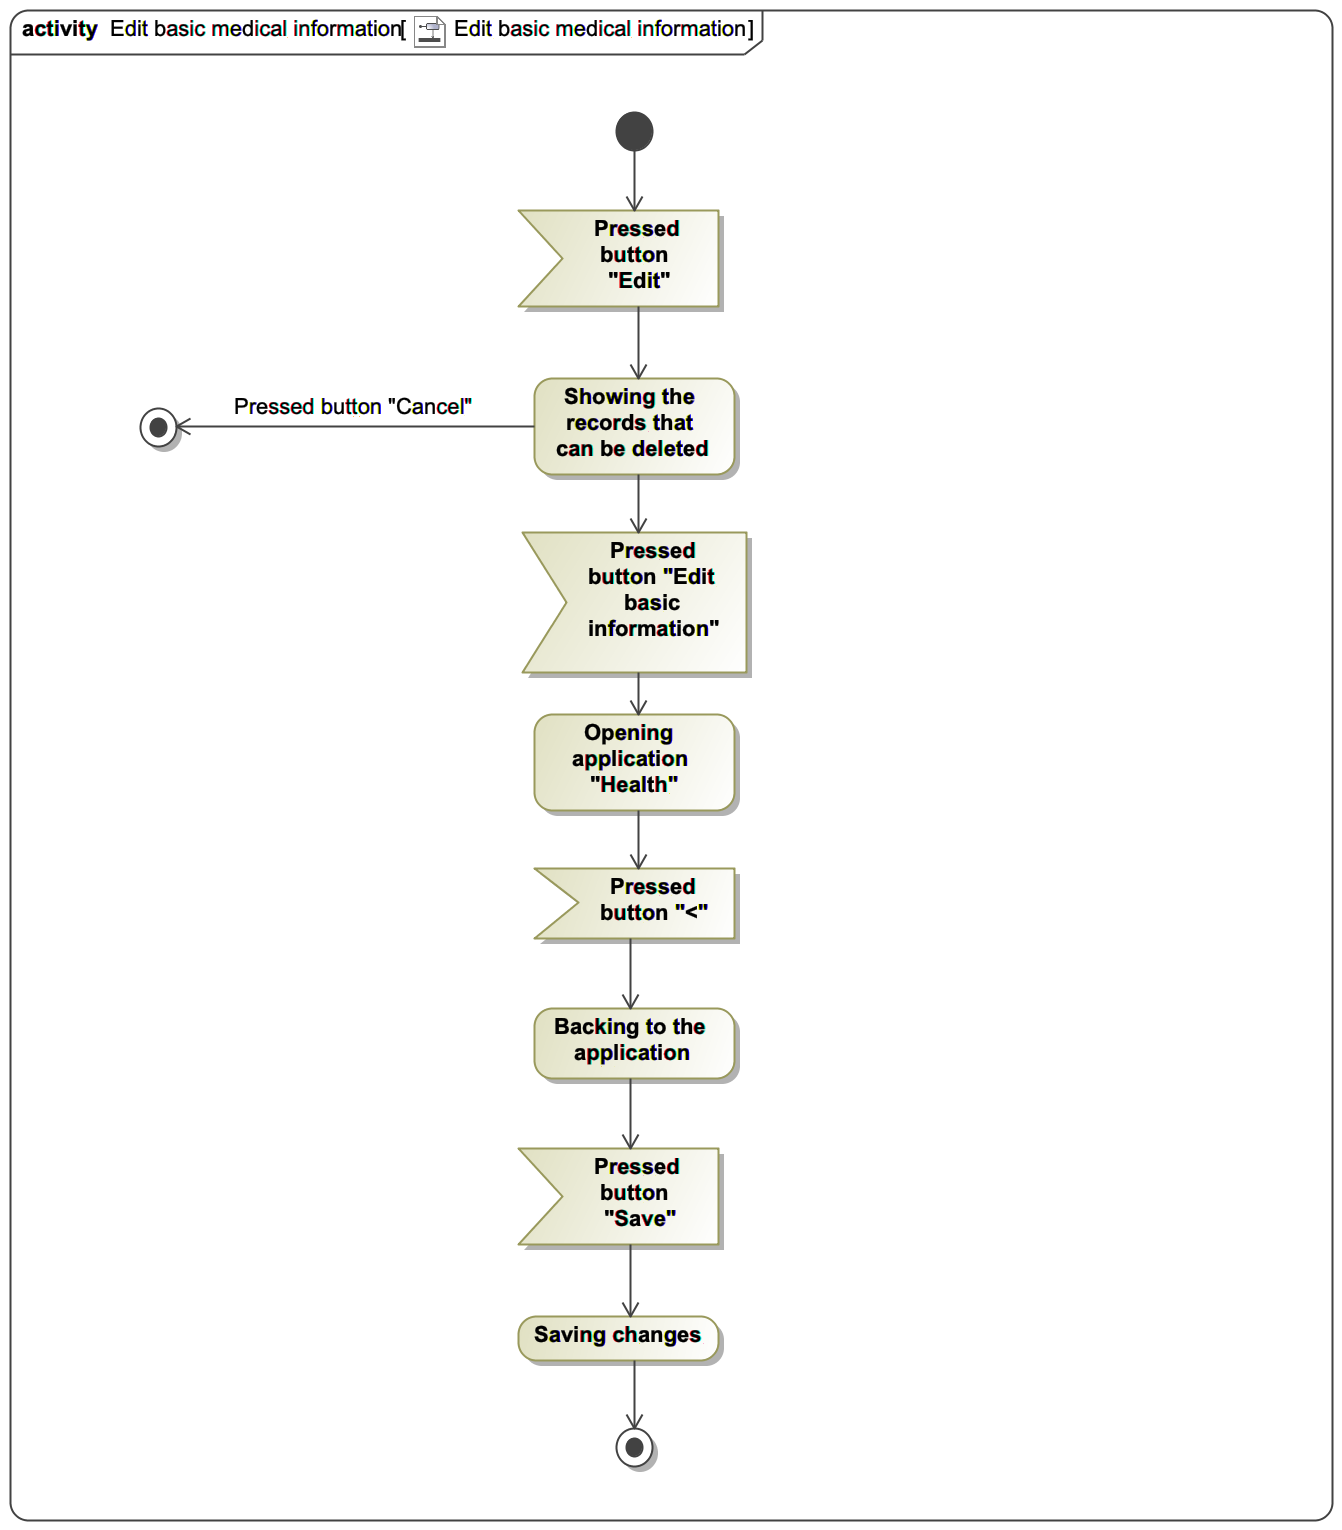 activity Edit basic medical information[ Edit basic medical information]
Pressed
button
"Edit"
Pressed button "Cancel"
Showing the
records that
can be deleted
Pressed
button "Edit
basic
information"
Opening
application
"Health"
Pressed
button "<"
Backing to the
application
Pressed
button
"Save"
Saving changes